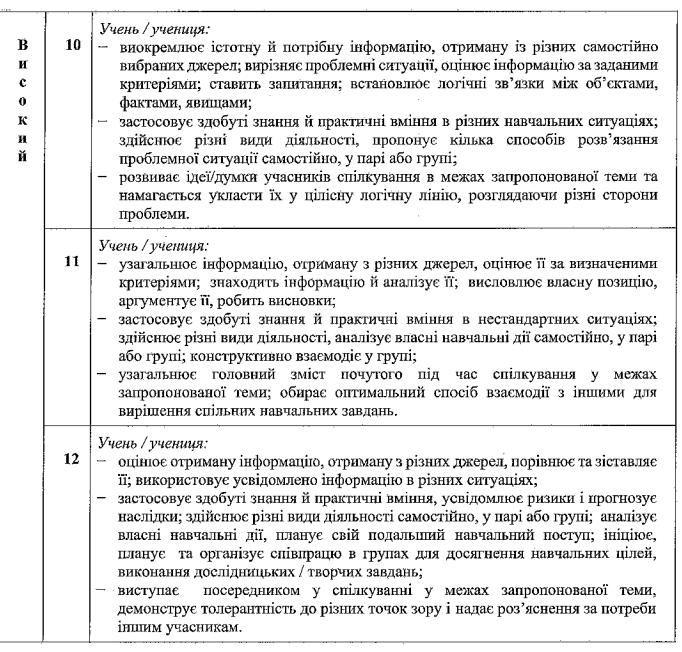 Високий
10
Учень / учениця:
– виокремлює істотну й потрібну інформацію, отриману із різних самостійно
вибраних джерел; вирізняє проблемні ситуації, оцінює інформацію за заданими
критеріями; ставить запитання; встановлює логічні зв’язки між об’єктами,
фактами, явищами;
– застосовує здобуті знання й практичні вміння в різних навчальних ситуаціях;
здійснює різні види діяльності, пропонує кілька способів розв’язання
проблемної ситуації самостійно, у парі або групі;
– розвиває ідеї/думки учасників спілкування в межах запропонованої теми та
намагається укласти їх у цілісну логічну лінію, розглядаючи різні сторони
проблеми.
11
Учень / учениця:
– узагальнює інформацію, отриману з різних джерел, оцінює її за визначеними
критеріями; знаходить інформацію й аналізує її; висловлює власну позицію,
аргументує її, робить висновки;
– застосовує здобуті знання й практичні вміння в нестандартних ситуаціях;
здійснює різні види діяльності, аналізує власні навчальні дії самостійно, у парі
або групі; конструктивно взаємодіє у групі;
– узагальнює головний зміст почутого під час спілкування у межах
запропонованої теми; обирає оптимальний спосіб взаємодії з іншими для
вирішення спільних навчальних завдань.
12
Учень / учениця:
– оцінює отриману інформацію, отриману з різних джерел, порівнює та зіставляє
її; використовує усвідомлено інформацію в різних ситуаціях;
– застосовує здобуті знання й практичні вміння, усвідомлює ризики і прогнозує
наслідки; здійснює різні види діяльності самостійно, у парі або групі; аналізує
власні навчальні дії, планує свій подальший навчальний поступ; ініціює,
планує та організує співпрацю в групах для досягнення навчальних цілей,
виконання дослідницьких / творчих завдань;
– виступає посередником у спілкуванні у межах запропонованої теми,
демонструє толерантність до різних точок зору і надає роз’яснення за потреби
іншим учасникам.